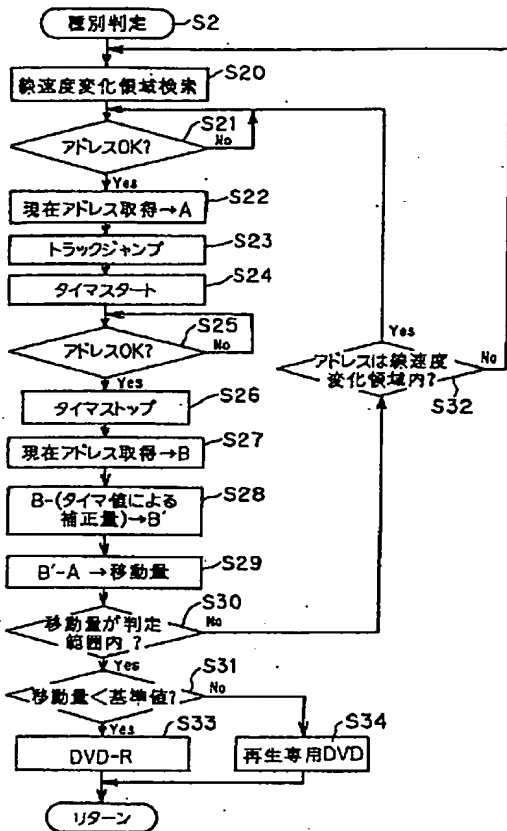 種別判定
S2
S20
線速度変化領域検索
S21
アドレスOK?
No
Yes
S22
現在アドレス取得→A
S23
トラックジャンプ
S24
タイマスタート
S25
アドレスOK?
No
Yes
S26
タイマストップ
S27
現在アドレス取得→B
S28
B-(タイマ値による
補正量)→B'
S29
B'-A →移動量
S30
移動量が判定
範囲内?
No
Yes
S31
移動量<基準値?
No
Yes
S32
アドレスは線速度
変化領域内?
Yes
No
S33
DVD-R
S34
再生専用DVD
リターン